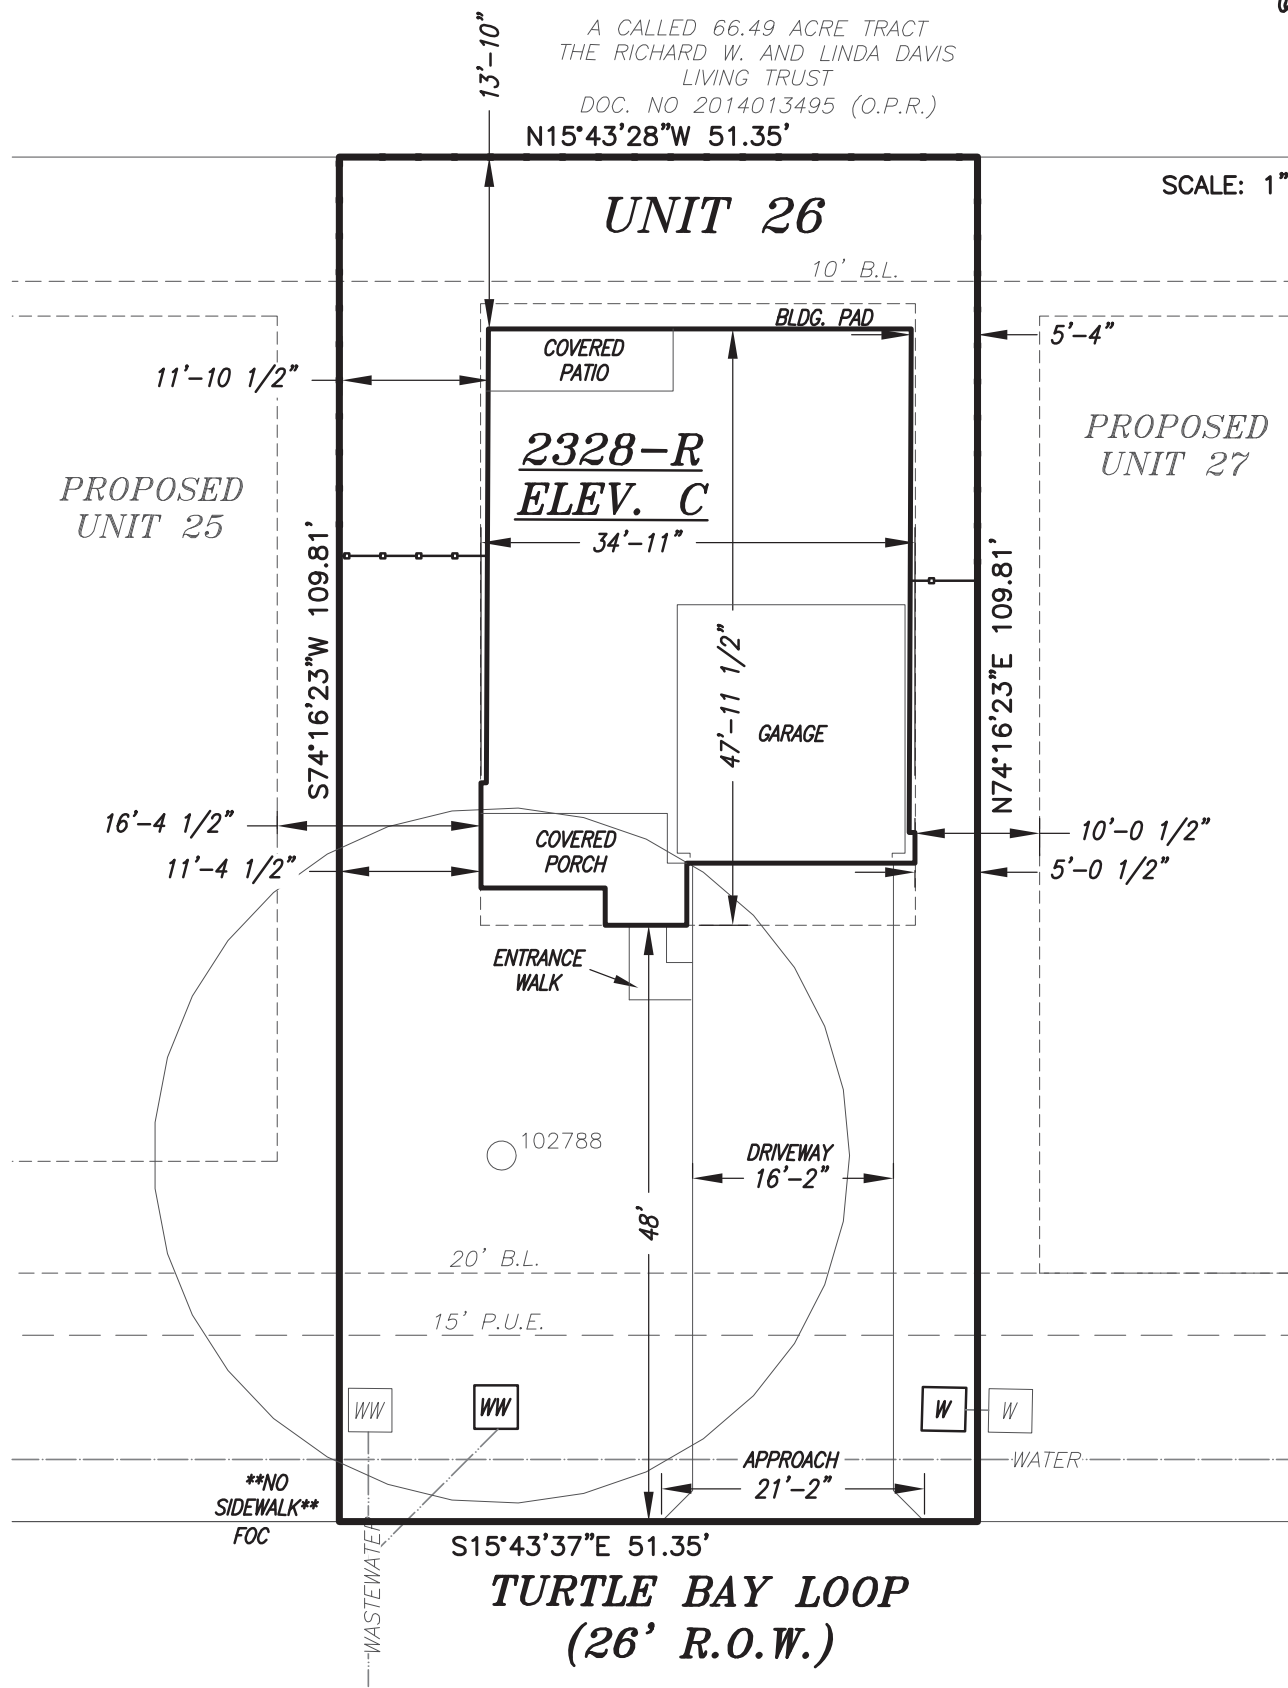 A CALLED 66.49 ACRE TRACT
THE RICHARD W. AND LINDA DAVIS
LIVING TRUST
DOC. NO 2014013495 (O.P.R.)
13'-10"
N15°43'28"W 51.35'
SCALE: 1"
UNIT 26
10' B.L.
BLDG. PAD
5'-4"
COVERED
PATIO
11'-10 1/2"
2328-R
ELEV. C
34'-11"
PROPOSED
UNIT 27
PROPOSED
UNIT 25
S74°16'23"W 109.81'
N74°16'23"E 109.81'
47'-11 1/2"
GARAGE
16'-4 1/2"
COVERED
PORCH
10'-0 1/2"
11'-4 1/2"
5'-0 1/2"
ENTRANCE
WALK
102788
DRIVEWAY
16'-2"
48'
20' B.L.
15' P.U.E.
WW
WW
W
W
APPROACH
21'-2"
WATER
**NO
SIDEWALK**
FOC
WASTEWATER
S15°43'37"E 51.35'
TURTLE BAY LOOP
(26' R.O.W.)